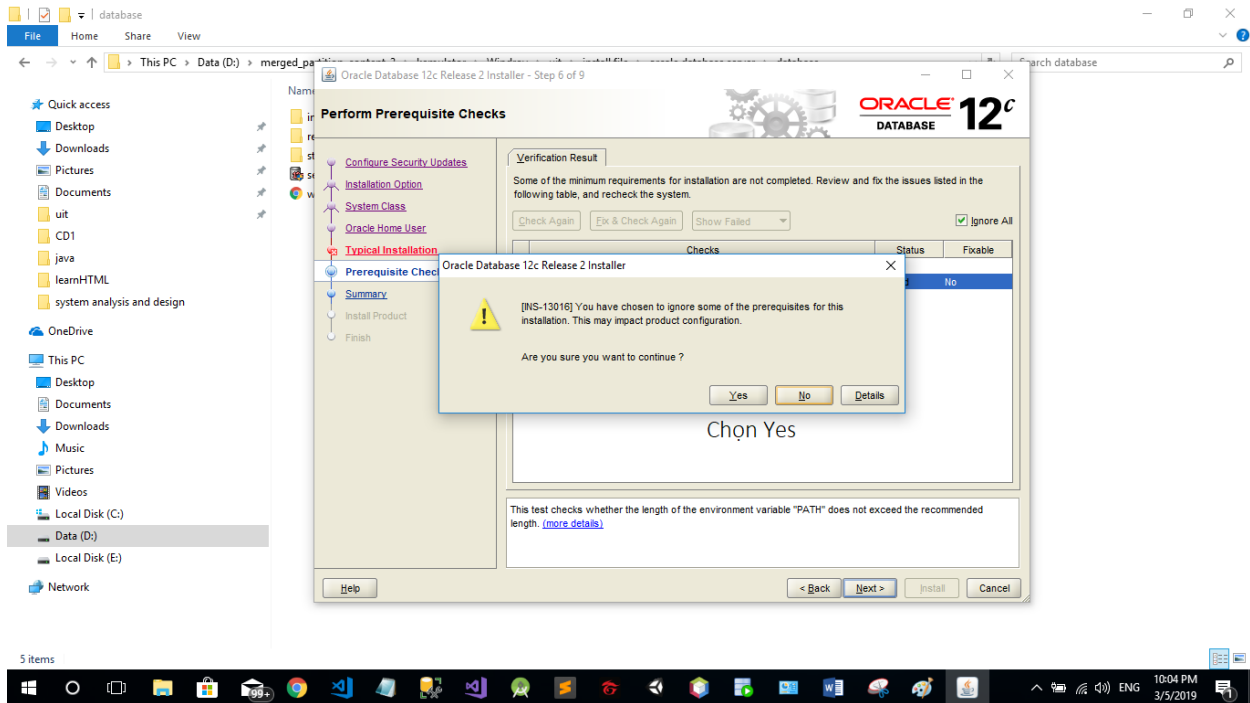 database
File
Home
Share
View
This PC
Data (D:)
Search database
Name
Quick access
Desktop
Downloads
Pictures
Documents
uit
CD1
java
learnHTML
system analysis and design
OneDrive
This PC
Desktop
Documents
Downloads
Music
Pictures
Videos
Local Disk (C:)
Data (D:)
Local Disk (E:)
Network
5 items
Oracle Database 12c Release 2 Installer - Step 6 of 9
Perform Prerequisite Checks
ORACLE
DATABASE
12c
Configure Security Updates
Installation Option
System Class
Oracle Home User
Typical Installation
Prerequisite Chec
Summary
Install Product
Finish
Verification Result
Some of the minimum requirements for installation are not completed. Review and fix the issues listed in the
following table, and recheck the system.
Check Again
Fix & Check Again
Show Failed
Ignore All
Checks
Status
Fixable
No
Oracle Database 12c Release 2 Installer
[INS-13016] You have chosen to ignore some of the prerequisites for this
installation. This may impact product configuration.
Are you sure you want to continue ?
Yes
No
Details
Chọn Yes
This test checks whether the length of the environment variable "PATH" does not exceed the recommended
length. (more details)
Help
< Back
Next >
Install
Cancel
99+
ENG
10:04 PM
3/5/2019